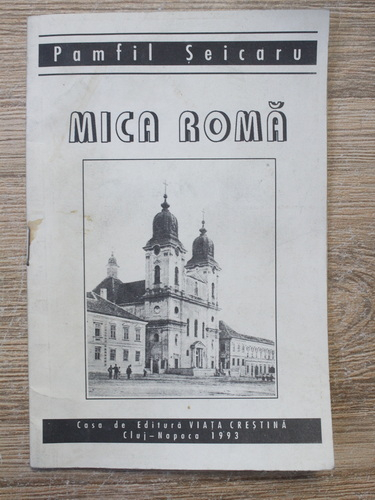 Pamfil Șeicaru
MICA ROMĂ
Casa de Editură VIAȚA CREȘTINĂ
Cluj-Napoca 1993